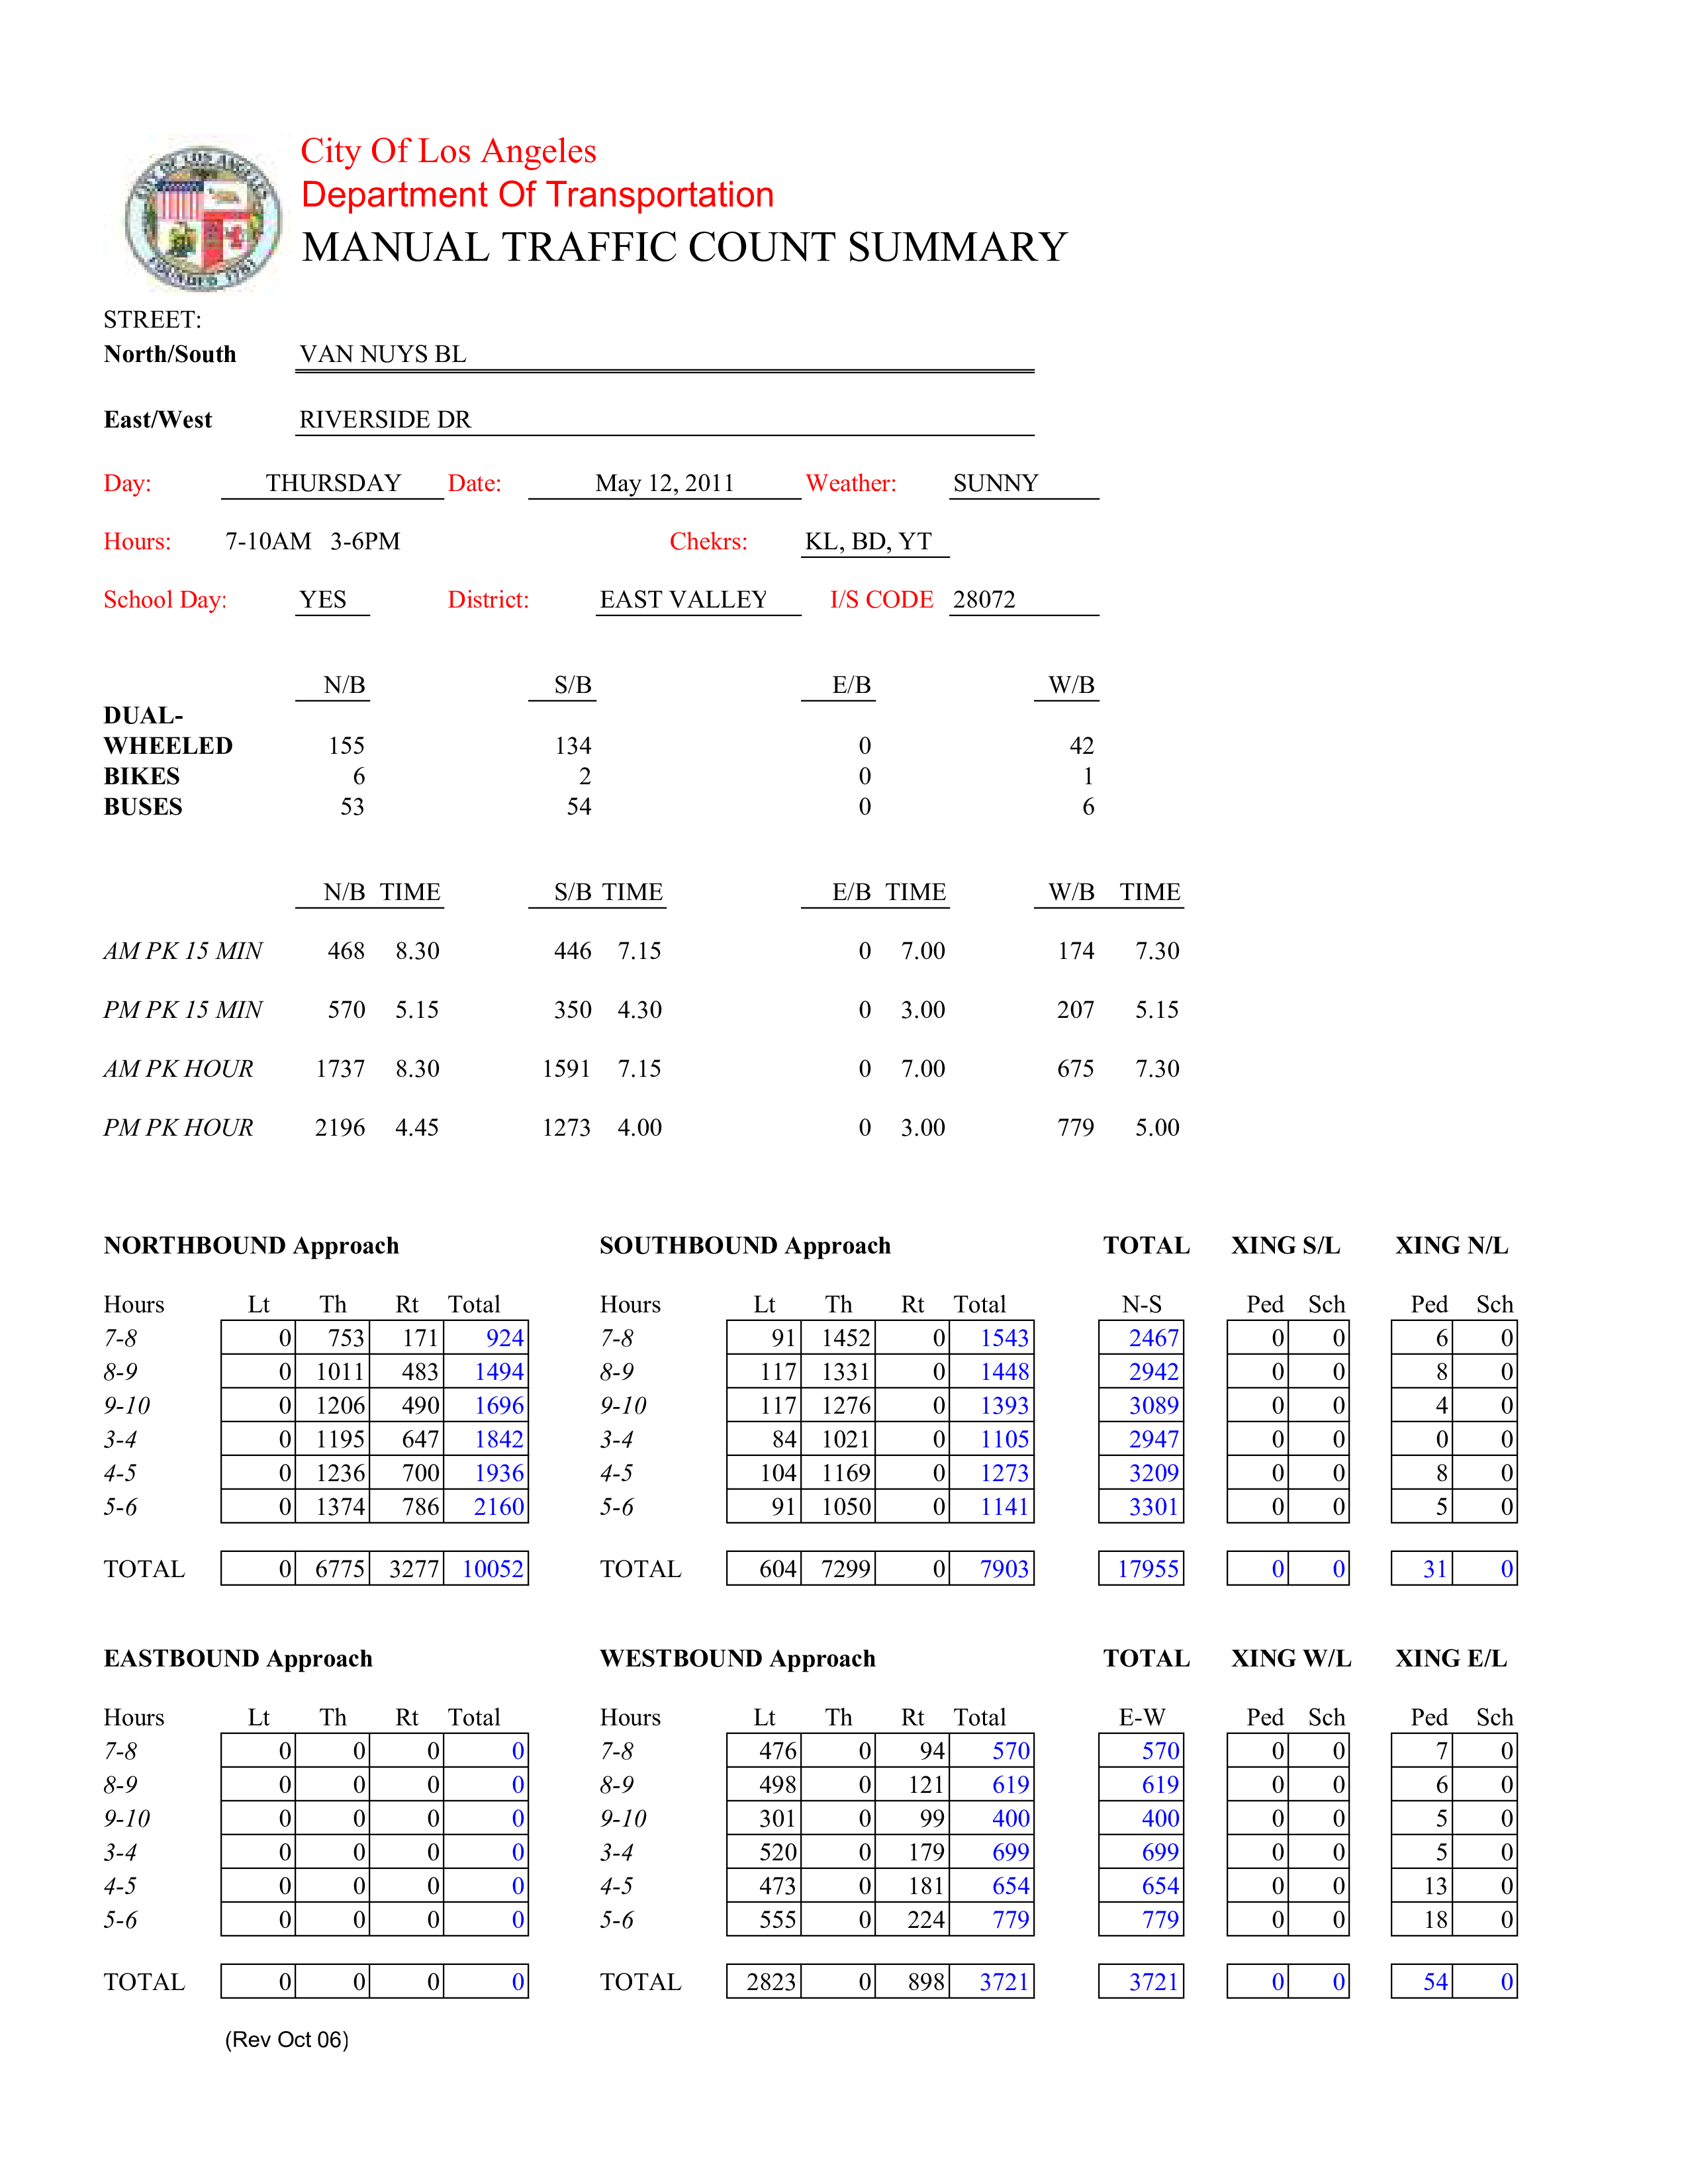 City Of Los Angeles
Department Of Transportation
MANUAL TRAFFIC COUNT SUMMARY
CITY OF LOS ANGELES
FOUNDED 1781
STREET:
North/South VAN NUYS BL
East/West RIVERSIDE DR
Day: THURSDAY Date: May 12, 2011 Weather: SUNNY
Hours: 7-10AM 3-6PM Chekrs: KL, BD, YT
School Day: YES District: EAST VALLEY I/S CODE 28072
N/B S/B E/B W/B
DUAL-
WHEELED 155 134 0 42
BIKES 6 2 0 1
BUSES 53 54 0 6
N/B TIME S/B TIME E/B TIME W/B TIME
AM PK 15 MIN 468 8.30 446 7.15 0 7.00 174 7.30
PM PK 15 MIN 570 5.15 350 4.30 0 3.00 207 5.15
AM PK HOUR 1737 8.30 1591 7.15 0 7.00 675 7.30
PM PK HOUR 2196 4.45 1273 4.00 0 3.00 779 5.00
NORTHBOUND Approach SOUTHBOUND Approach TOTAL XING S/L XING N/L
Hours Lt Th Rt Total Hours Lt Th Rt Total N-S Ped Sch Ped Sch
7-8 0 753 171 924 7-8 91 1452 0 1543 2467 0 0 6 0
8-9 0 1011 483 1494 8-9 117 1331 0 1448 2942 0 0 8 0
9-10 0 1206 490 1696 9-10 117 1276 0 1393 3089 0 0 4 0
3-4 0 1195 647 1842 3-4 84 1021 0 1105 2947 0 0 0 0
4-5 0 1236 700 1936 4-5 104 1169 0 1273 3209 0 0 8 0
5-6 0 1374 786 2160 5-6 91 1050 0 1141 3301 0 0 5 0
TOTAL 0 6775 3277 10052 TOTAL 604 7299 0 7903 17955 0 0 31 0
EASTBOUND Approach WESTBOUND Approach TOTAL XING W/L XING E/L
Hours Lt Th Rt Total Hours Lt Th Rt Total E-W Ped Sch Ped Sch
7-8 0 0 0 0 7-8 476 0 94 570 570 0 0 7 0
8-9 0 0 0 0 8-9 498 0 121 619 619 0 0 6 0
9-10 0 0 0 0 9-10 301 0 99 400 400 0 0 5 0
3-4 0 0 0 0 3-4 520 0 179 699 699 0 0 5 0
4-5 0 0 0 0 4-5 473 0 181 654 654 0 0 13 0
5-6 0 0 0 0 5-6 555 0 224 779 779 0 0 18 0
TOTAL 0 0 0 0 TOTAL 2823 0 898 3721 3721 0 0 54 0
(Rev Oct 06)